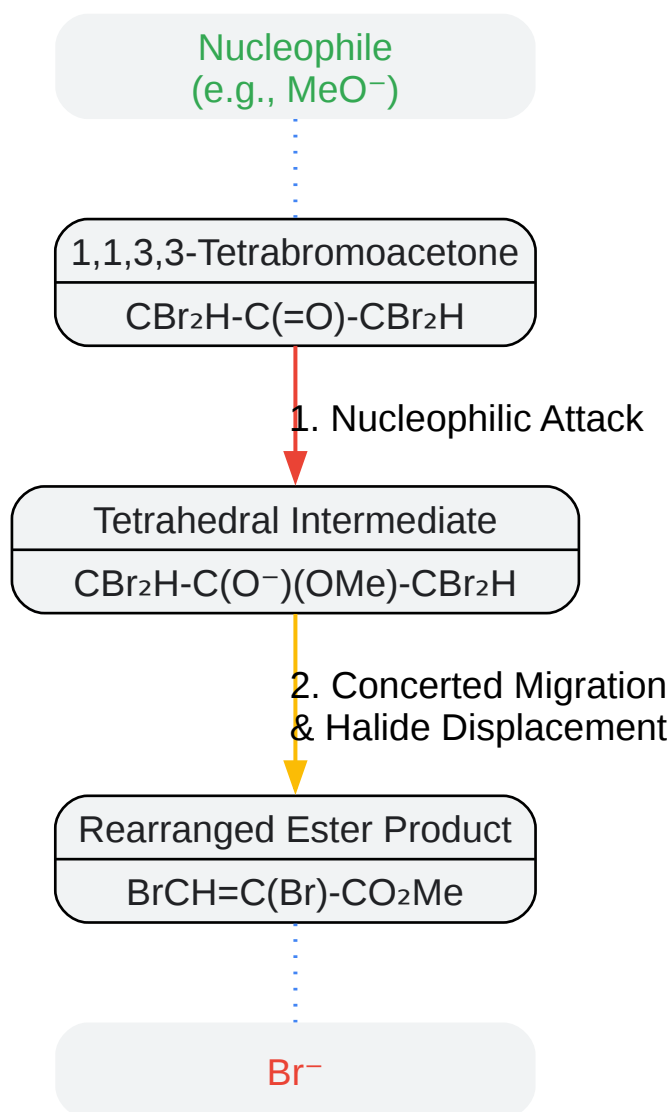 Nucleophile
(e.g., MeO⁻)
1,1,3,3-Tetrabromoacetone
CBr₂H-C(=O)-CBr₂H
1. Nucleophilic Attack
Tetrahedral Intermediate
CBr₂H-C(O⁻)(OMe)-CBr₂H
2. Concerted Migration
& Halide Displacement
Rearranged Ester Product
BrCH=C(Br)-CO₂Me
Br⁻